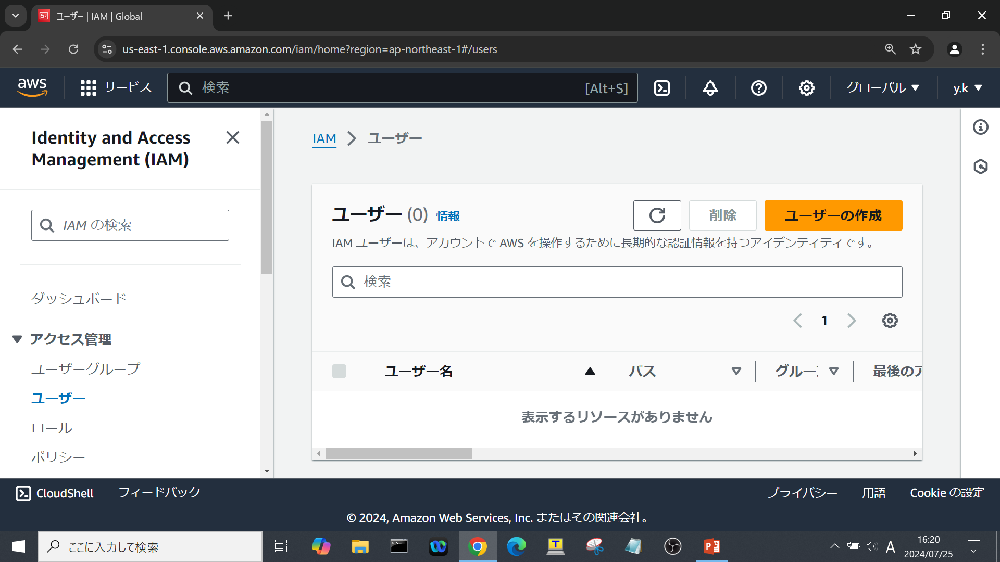 ユーザー | IAM | Global
us-east-1.console.aws.amazon.com/iam/home?region=ap-northeast-1#/users
aws
サービス
検索
[Alt+S]
グローバル
y.k
Identity and Access
Management (IAM)
IAM の検索
ダッシュボード
アクセス管理
ユーザーグループ
ユーザー
ロール
ポリシー
IAM
ユーザー
ユーザー (0) 情報
削除
ユーザーの作成
IAM ユーザーは、アカウントで AWS を操作するために長期的な認証情報を持つアイデンティティです。
検索
1
ユーザー名
パス
グルー
最後の
表示するリソースがありません
CloudShell
フィードバック
プライバシー
用語
Cookie の設定
© 2024, Amazon Web Services, Inc. またはその関連会社。
ここに入力して検索
A
16:20
2024/07/25